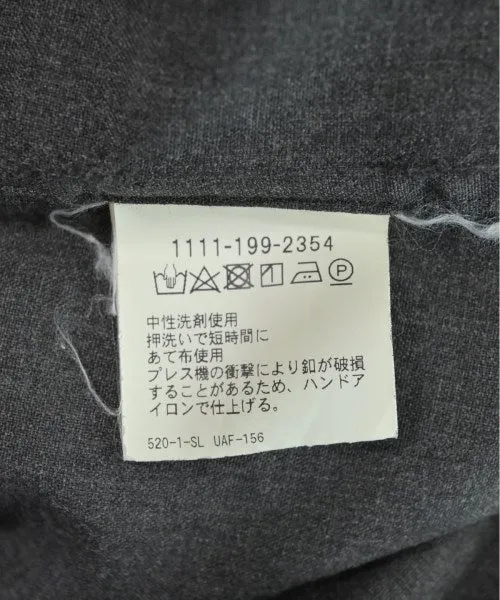 1111-199-2354
P
中性洗剤使用
押洗いで短時間に
あて布使用
プレス機の衝撃により釦が破損
することがあるため、ハンドア
イロンで仕上げる。
520-1-SL UAF-156